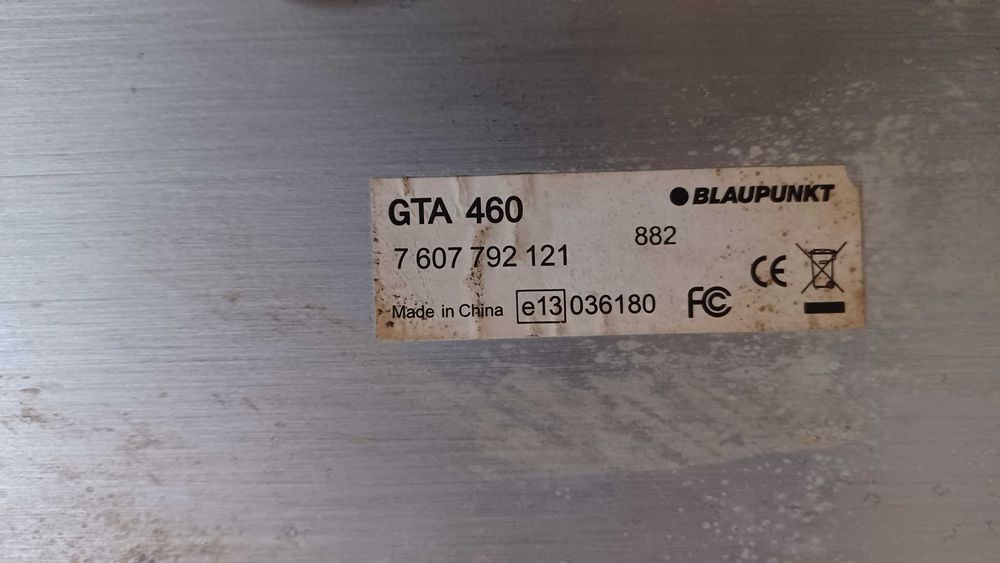 GTA 460
BLAUPUNKT
7 607 792 121
882
Made in China e13 036180 FC CE